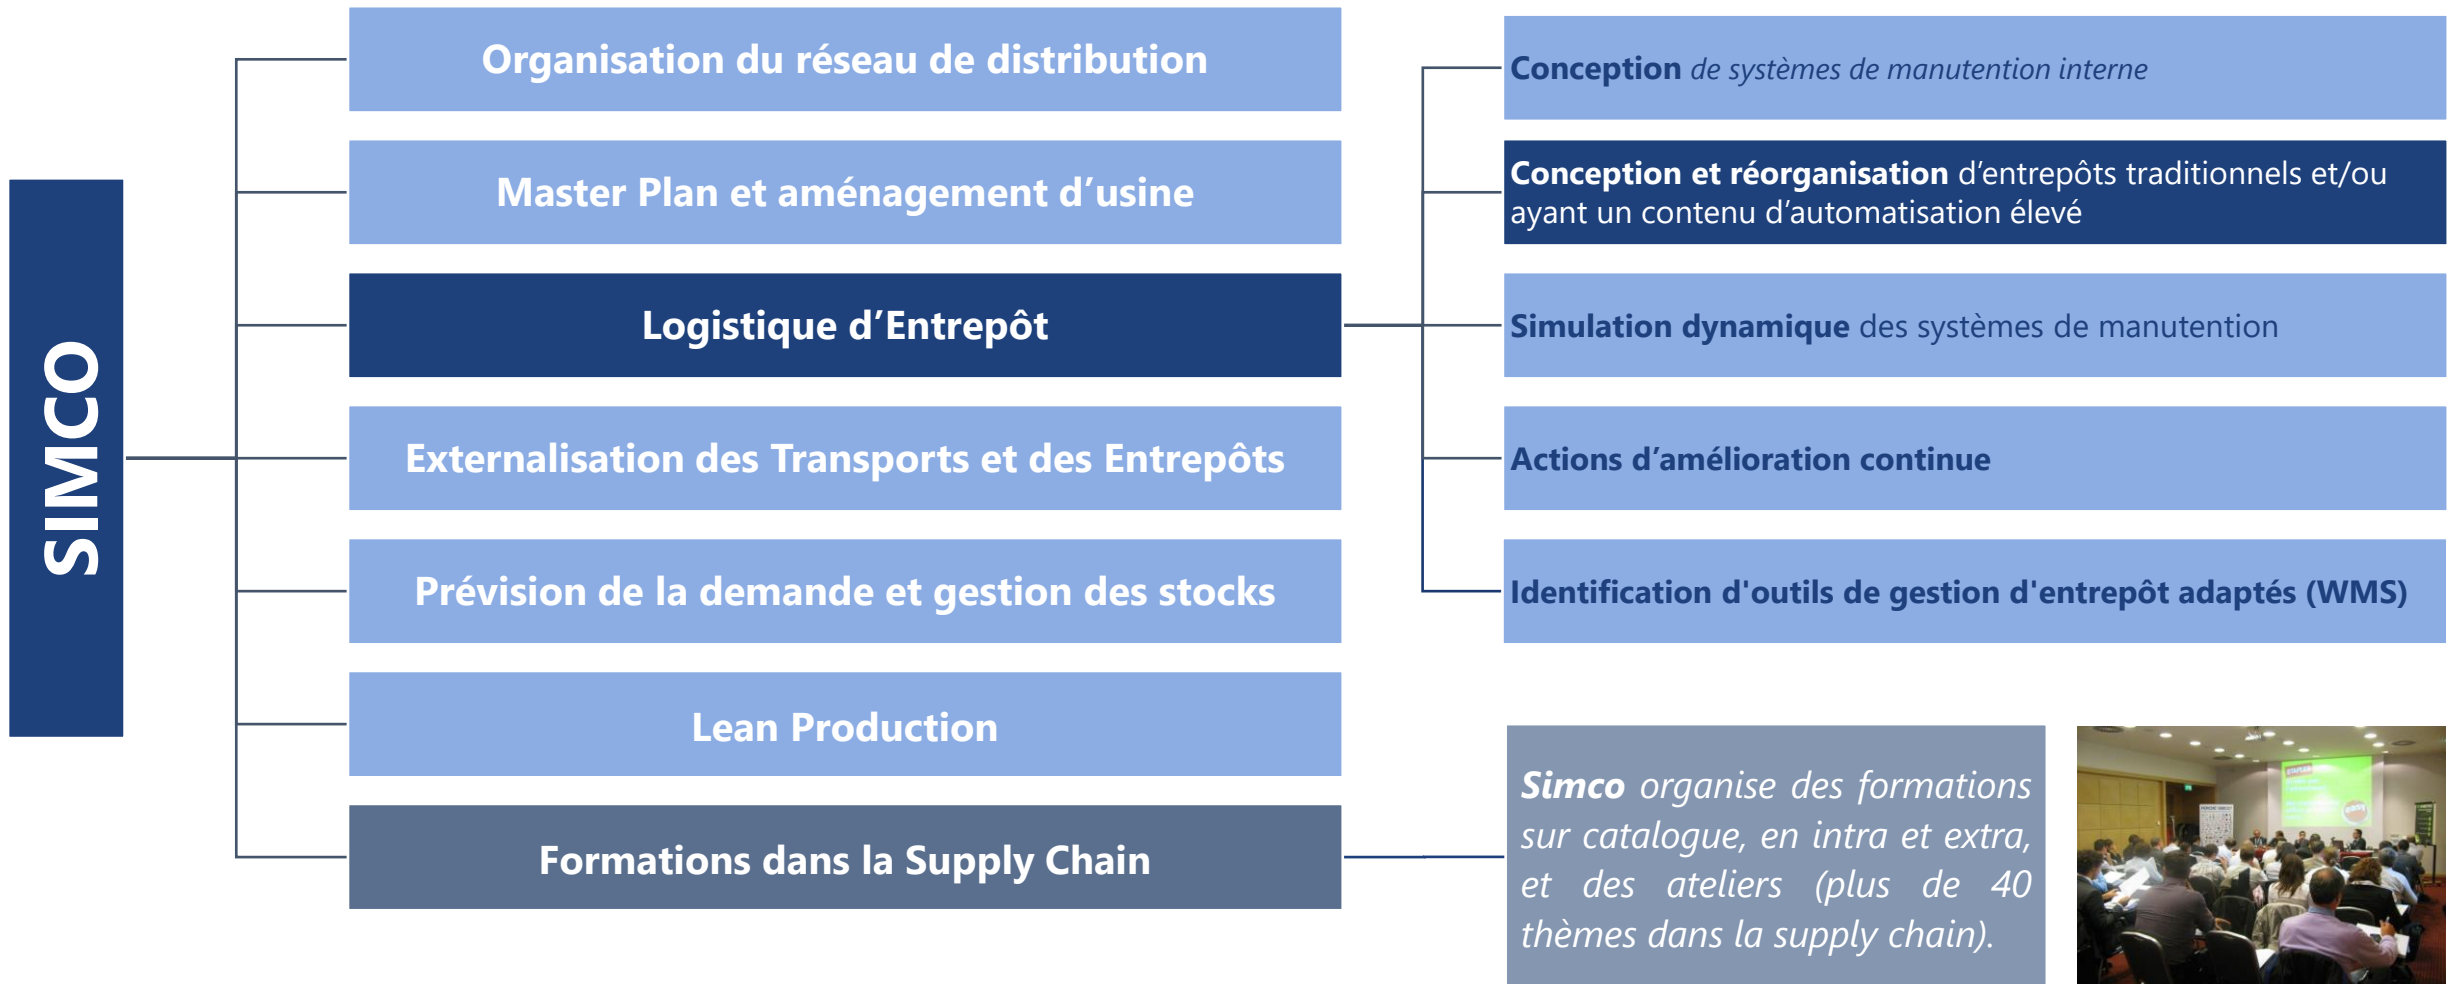 SIMCO
Organisation du réseau de distribution
Master Plan et aménagement d’usine
Logistique d’Entrepôt
Externalisation des Transports et des Entrepôts
Prévision de la demande et gestion des stocks
Lean Production
Formations dans la Supply Chain
Conception de systèmes de manutention interne
Conception et réorganisation d’entrepôts traditionnels et/ou
ayant un contenu d’automatisation élevé
Simulation dynamique des systèmes de manutention
Actions d’amélioration continue
Identification d'outils de gestion d'entrepôt adaptés (WMS)
Simco organise des formations
sur catalogue, en intra et extra,
et des ateliers (plus de 40
thèmes dans la supply chain).
STAPLES
easy